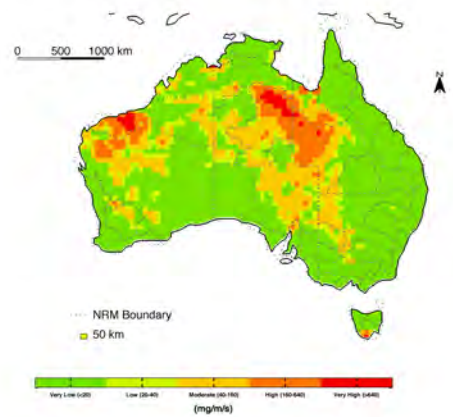 0 500 1000 km
N
NRM Boundary
50 km
Very Low (<20) Low (20-40) Moderate (40-160) High (160-640) Very High (>640)
(mg/m/s)